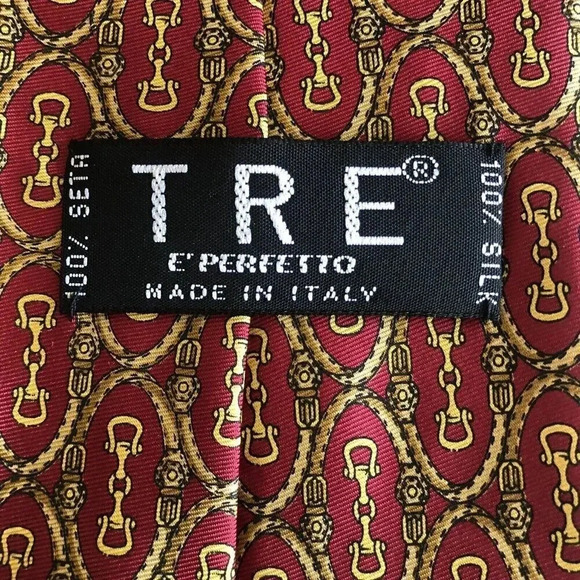 TRE®
E' PERFETTO
MADE IN ITALY
100% SETA
100% SILK